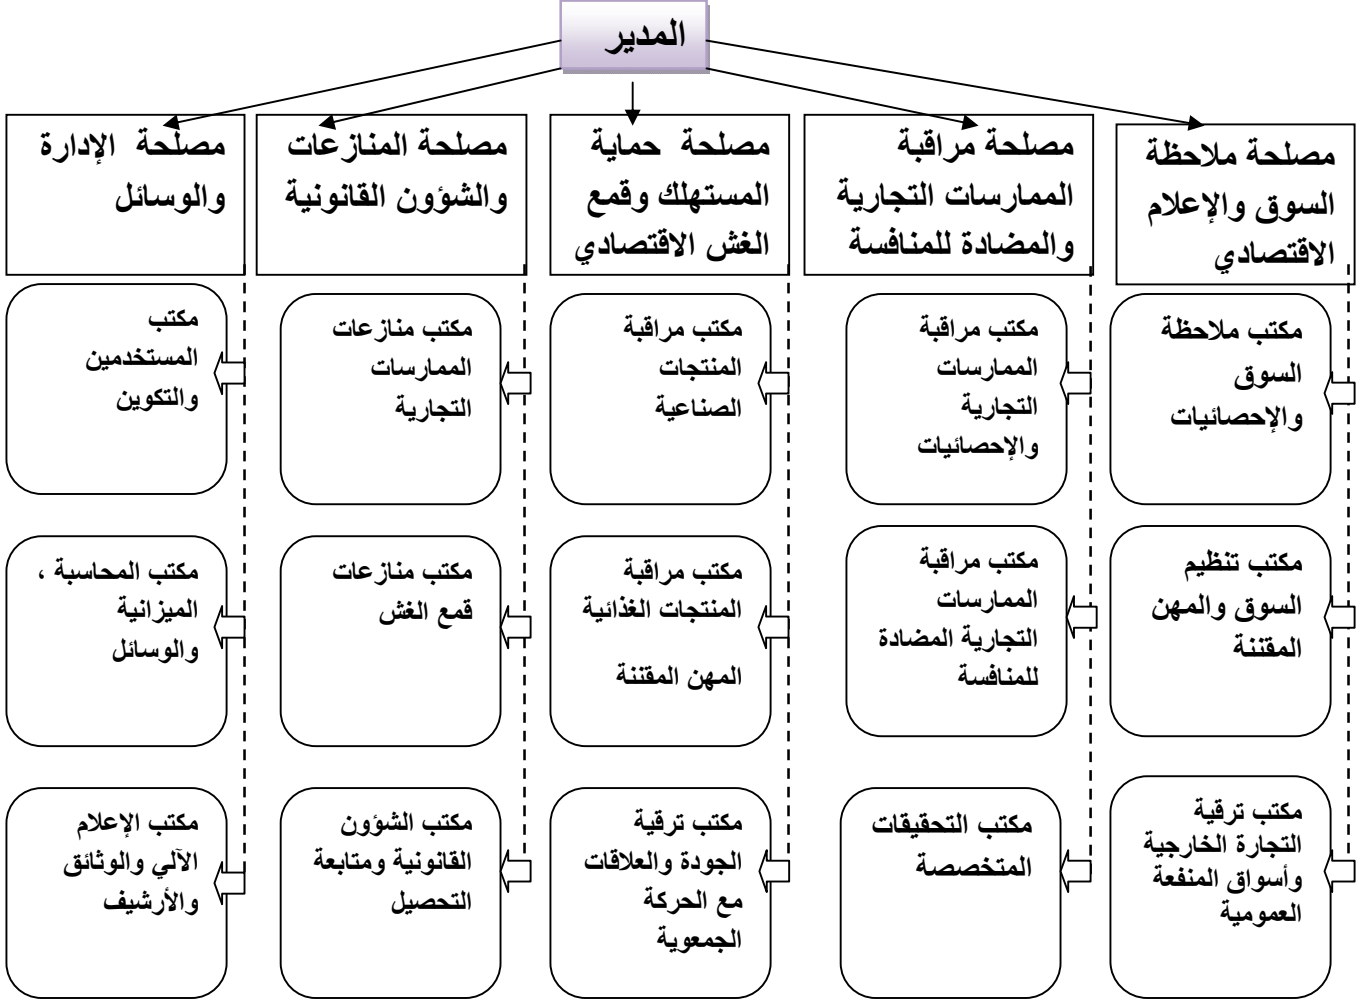 المدير
مصلحة ملاحظة
السوق والإعلام
الاقتصادي
مصلحة مراقبة
الممارسات التجارية
والمضادة للمنافسة
مصلحة حماية
المستهلك وقمع
الغش الاقتصادي
مصلحة المنازعات
والشؤون القانونية
مصلحة الإدارة
والوسائل
مكتب ملاحظة
السوق
والإحصائيات
مكتب مراقبة
الممارسات
التجارية
والإحصائيات
مكتب مراقبة
المنتجات
الصناعية
مكتب منازعات
الممارسات
التجارية
مكتب
المستخدمين
والتكوين
مكتب تنظيم
السوق والمهن
المقتنة
مكتب مراقبة
الممارسات
التجارية المضادة
للمنافسة
مكتب مراقبة
المنتجات الغذائية
المهن المقتنة
مكتب منازعات
قمع الغش
مكتب المحاسبة ،
الميزانية
والوسائل
مكتب ترقية
التجارة الخارجية
وأسواق المنفعة
العمومية
مكتب التحقيقات
المتخصصة
مكتب ترقية
الجودة والعلاقات
مع الحركة
الجمعوية
مكتب الشؤون
القانونية ومتابعة
التحصيل
مكتب الإعلام
الآلي والوثائق
والأرشيف